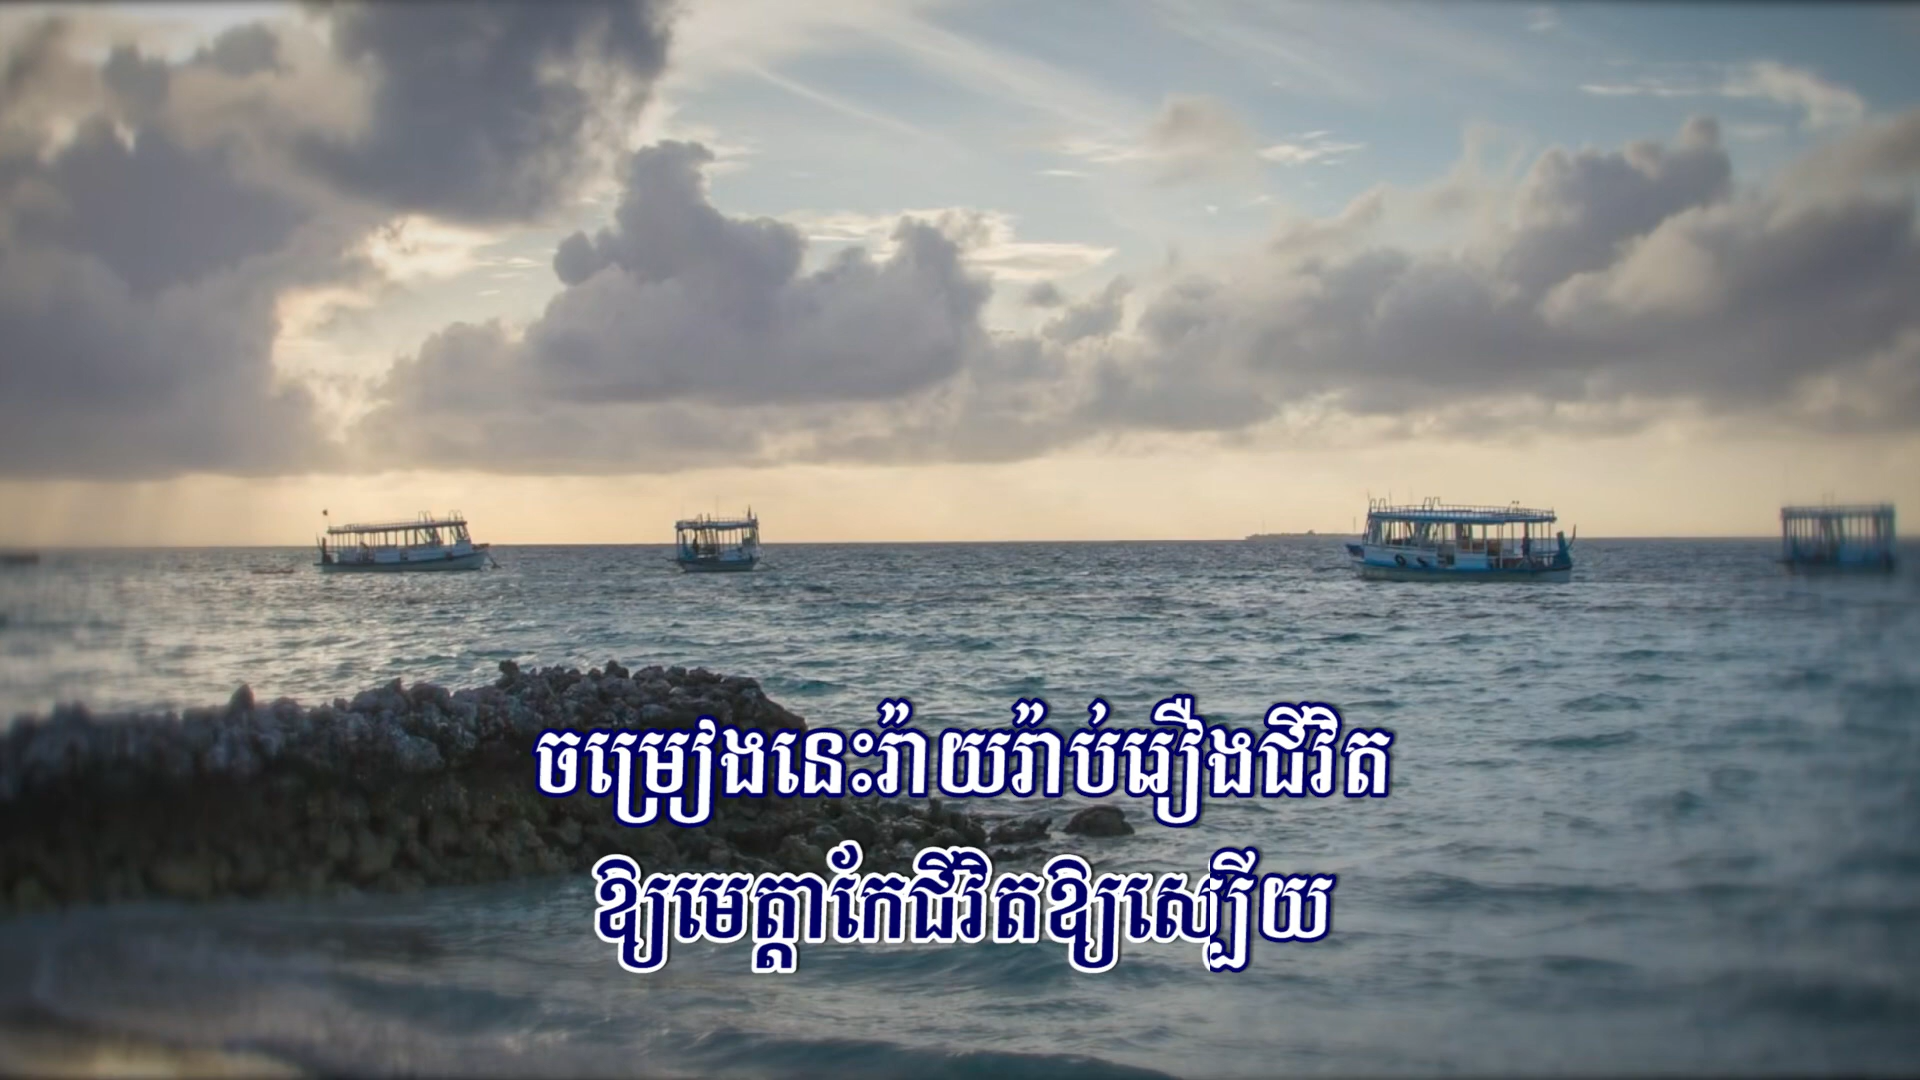 ចម្រៀងនេះរ៉ាយរ៉ាប់រឿងជីវិត
ឱ្យមេត្តាកែជីវិតឱ្យស្បើយ